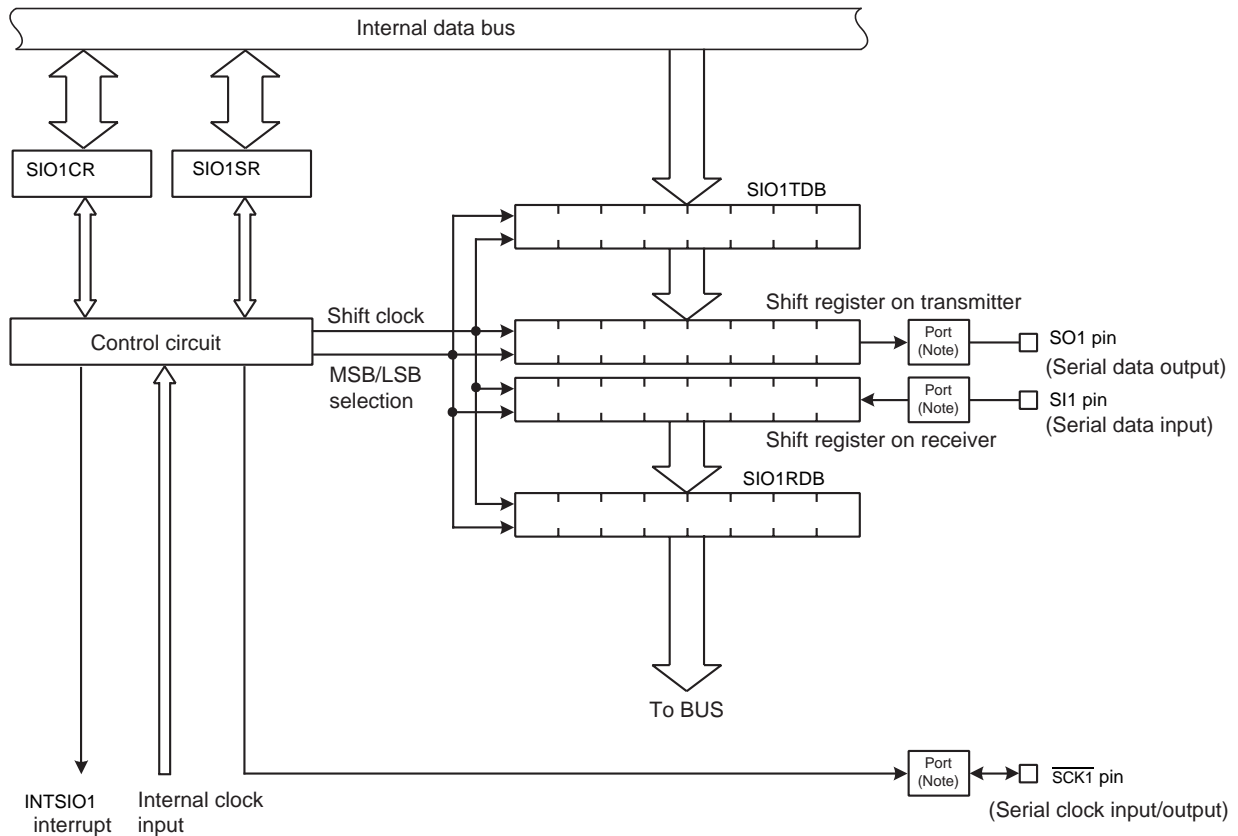 Internal data bus
SIO1CR
SIO1SR
SIO1TDB
Shift register on transmitter
Shift clock
Control circuit
MSB/LSB
selection
Port
(Note)
SO1 pin
(Serial data output)
Port
(Note)
SI1 pin
(Serial data input)
Shift register on receiver
SIO1RDB
To BUS
Port
(Note)
SCK1 pin
(Serial clock input/output)
INTSIO1
interrupt
Internal clock
input